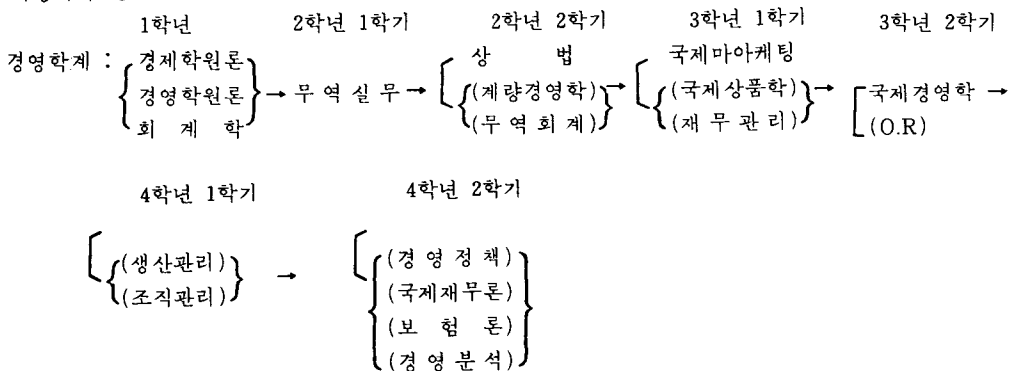 1학년 2학년 1학기 2학년 2학기 3학년 1학기 3학년 2학기
경영학계 : 경제학원론 상 법 국제마아케팅
경영학원론 → 무역실무 → (계량경영학) → (국제상품학) → 국제경영학 →
회계학 (무역회계) (재무관리) (O.R)
4학년 1학기 4학년 2학기
(생산관리) → (경영정책)
(조직관리) (국제재무론)
(보험론)
(경영분석)